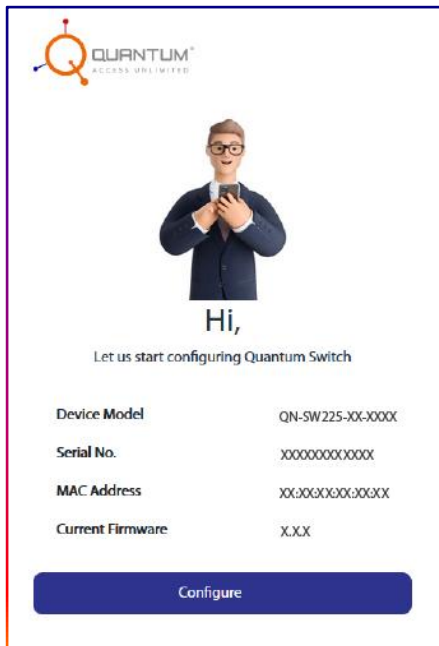 QUANTUM®
ACCESS UNLIMITED
Hi,
Let us start configuring Quantum Switch
Device Model QN-SW225-XX-XXXX
Serial No. XXXXXXXXXXXX
MAC Address XX:XX:XX:XX:XX:XX
Current Firmware X.X.X
Configure